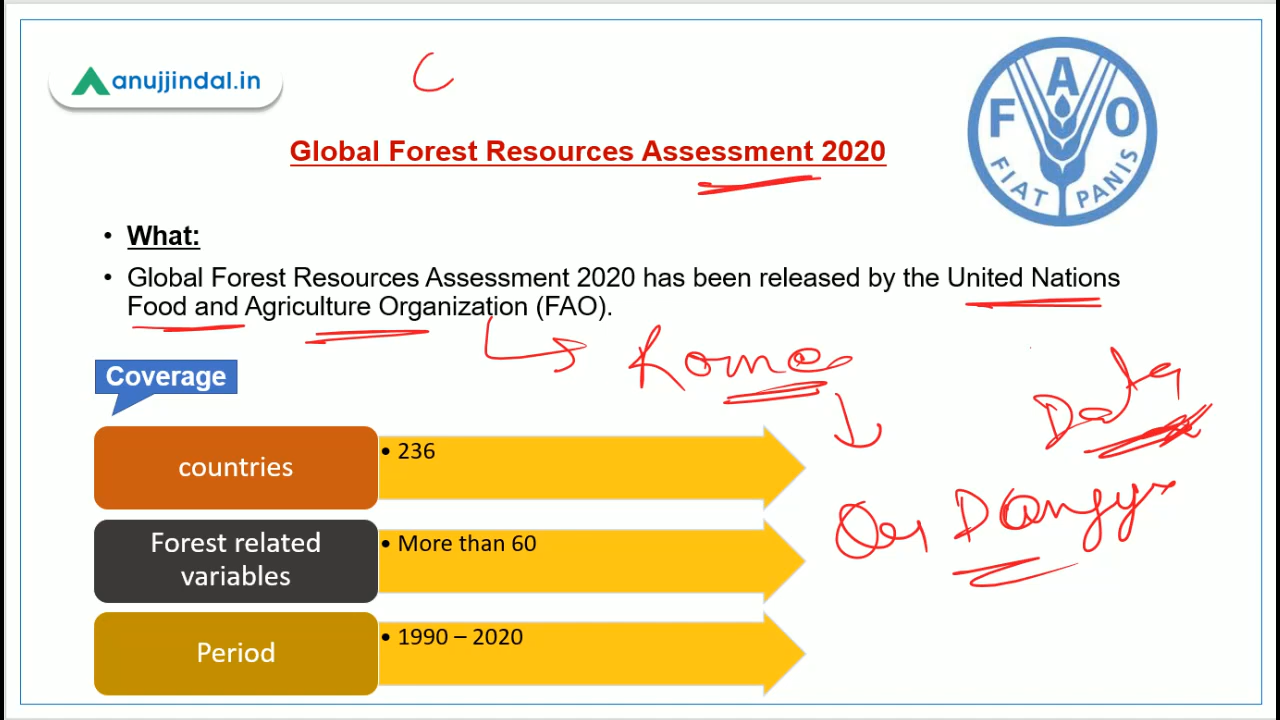 anujjindal.in
C
Global Forest Resources Assessment 2020
F A O
FIAT PANIS
• What:
• Global Forest Resources Assessment 2020 has been released by the United Nations
Food and Agriculture Organization (FAO).
Rome
Coverage
countries
• 236
Forest related
variables
• More than 60
Period
• 1990 – 2020